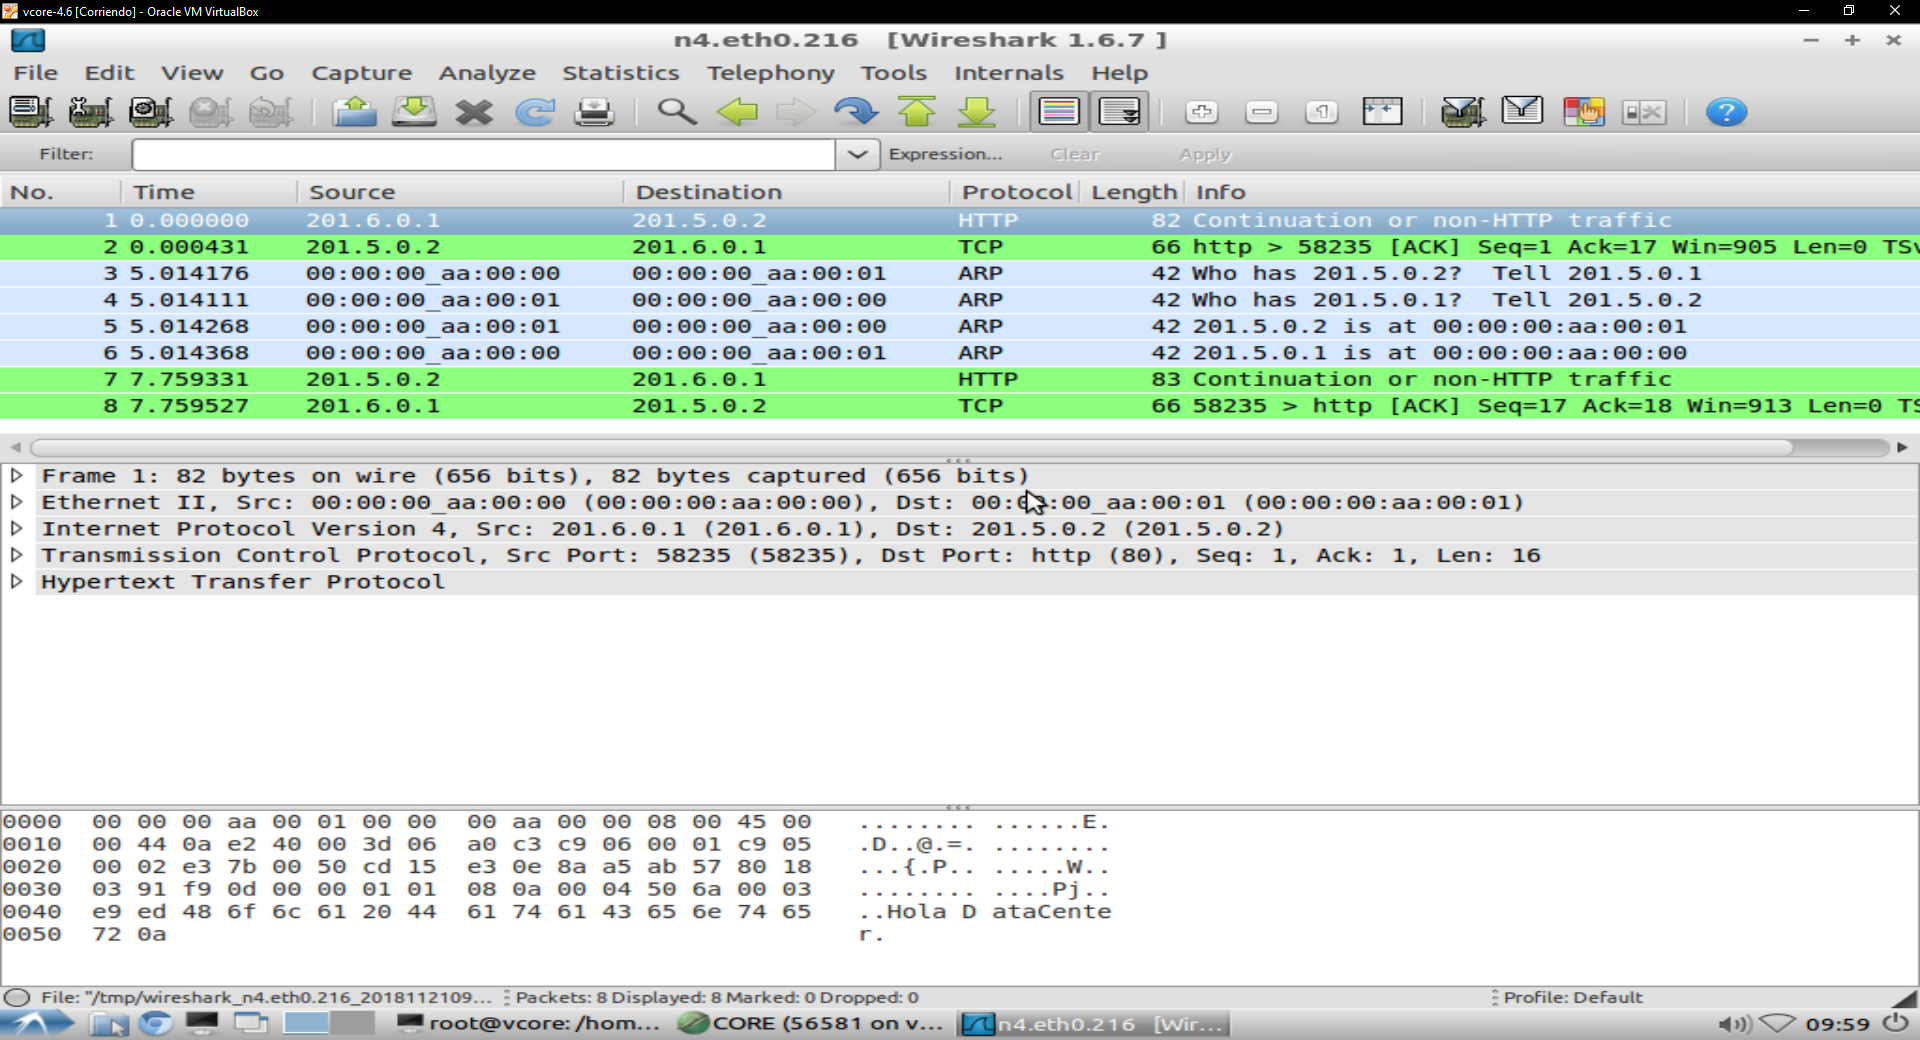 vcore-4.6 [Corriendo] - Oracle VM VirtualBox
n4.eth0.216 [Wireshark 1.6.7 ]
File Edit View Go Capture Analyze Statistics Telephony Tools Internals Help
Filter: Expression... Clear Apply
No. Time Source Destination Protocol Length Info
1 0.000000 201.6.0.1 201.5.0.2 HTTP 82 Continuation or non-HTTP traffic
2 0.000431 201.5.0.2 201.6.0.1 TCP 66 http > 58235 [ACK] Seq=1 Ack=17 Win=905 Len=0 TSv
3 5.014176 00:00:00_aa:00:00 00:00:00_aa:00:01 ARP 42 Who has 201.5.0.2? Tell 201.5.0.1
4 5.014111 00:00:00_aa:00:01 00:00:00_aa:00:00 ARP 42 Who has 201.5.0.1? Tell 201.5.0.2
5 5.014268 00:00:00_aa:00:01 00:00:00_aa:00:00 ARP 42 201.5.0.2 is at 00:00:00:aa:00:01
6 5.014368 00:00:00_aa:00:00 00:00:00_aa:00:01 ARP 42 201.5.0.1 is at 00:00:00:aa:00:00
7 7.759331 201.5.0.2 201.6.0.1 HTTP 83 Continuation or non-HTTP traffic
8 7.759527 201.6.0.1 201.5.0.2 TCP 66 58235 > http [ACK] Seq=17 Ack=18 Win=913 Len=0 TS
Frame 1: 82 bytes on wire (656 bits), 82 bytes captured (656 bits)
Ethernet II, Src: 00:00:00_aa:00:00 (00:00:00:aa:00:00), Dst: 00:00:00_aa:00:01 (00:00:00:aa:00:01)
Internet Protocol Version 4, Src: 201.6.0.1 (201.6.0.1), Dst: 201.5.0.2 (201.5.0.2)
Transmission Control Protocol, Src Port: 58235 (58235), Dst Port: http (80), Seq: 1, Ack: 1, Len: 16
Hypertext Transfer Protocol
0000 00 00 00 aa 00 01 00 00 00 aa 00 00 08 00 45 00 ........ ......E.
0010 00 44 0a e2 40 00 3d 06 a0 c3 c9 06 00 01 c9 05 .D..@.=. ........
0020 00 02 e3 7b 00 50 cd 15 e3 0e 8a a5 ab 57 80 18 ...{.P.. .....W..
0030 03 91 f9 0d 00 00 01 01 08 0a 00 04 50 6a 00 03 ........ ....Pj..
0040 e9 ed 48 6f 6c 61 20 44 61 74 61 43 65 6e 74 65 ..Hola D ataCente
0050 72 0a r.
File: "/tmp/wireshark_n4.eth0.216_2018112109... Packets: 8 Displayed: 8 Marked: 0 Dropped: 0 Profile: Default
root@vcore: /hom... CORE (56581 on v... n4.eth0.216 [Wir... 09:59